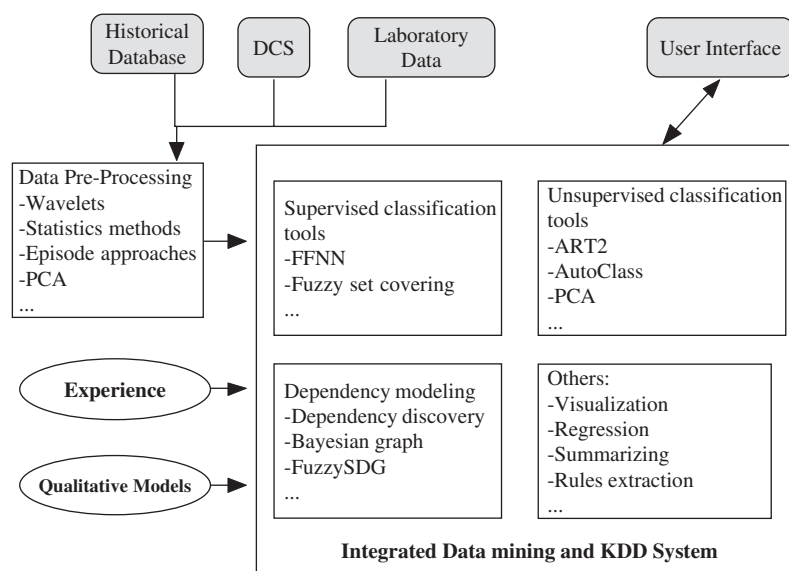 Historical
Database
DCS
Laboratory
Data
User Interface
Data Pre-Processing
-Wavelets
-Statistics methods
-Episode approaches
-PCA
...
Supervised classification
tools
-FFNN
-Fuzzy set covering
...
Unsupervised classification
tools
-ART2
-AutoClass
-PCA
...
Experience
Qualitative Models
Dependency modeling
-Dependency discovery
-Bayesian graph
-FuzzySDG
...
Others:
-Visualization
-Regression
-Summarizing
-Rules extraction
...
Integrated Data mining and KDD System